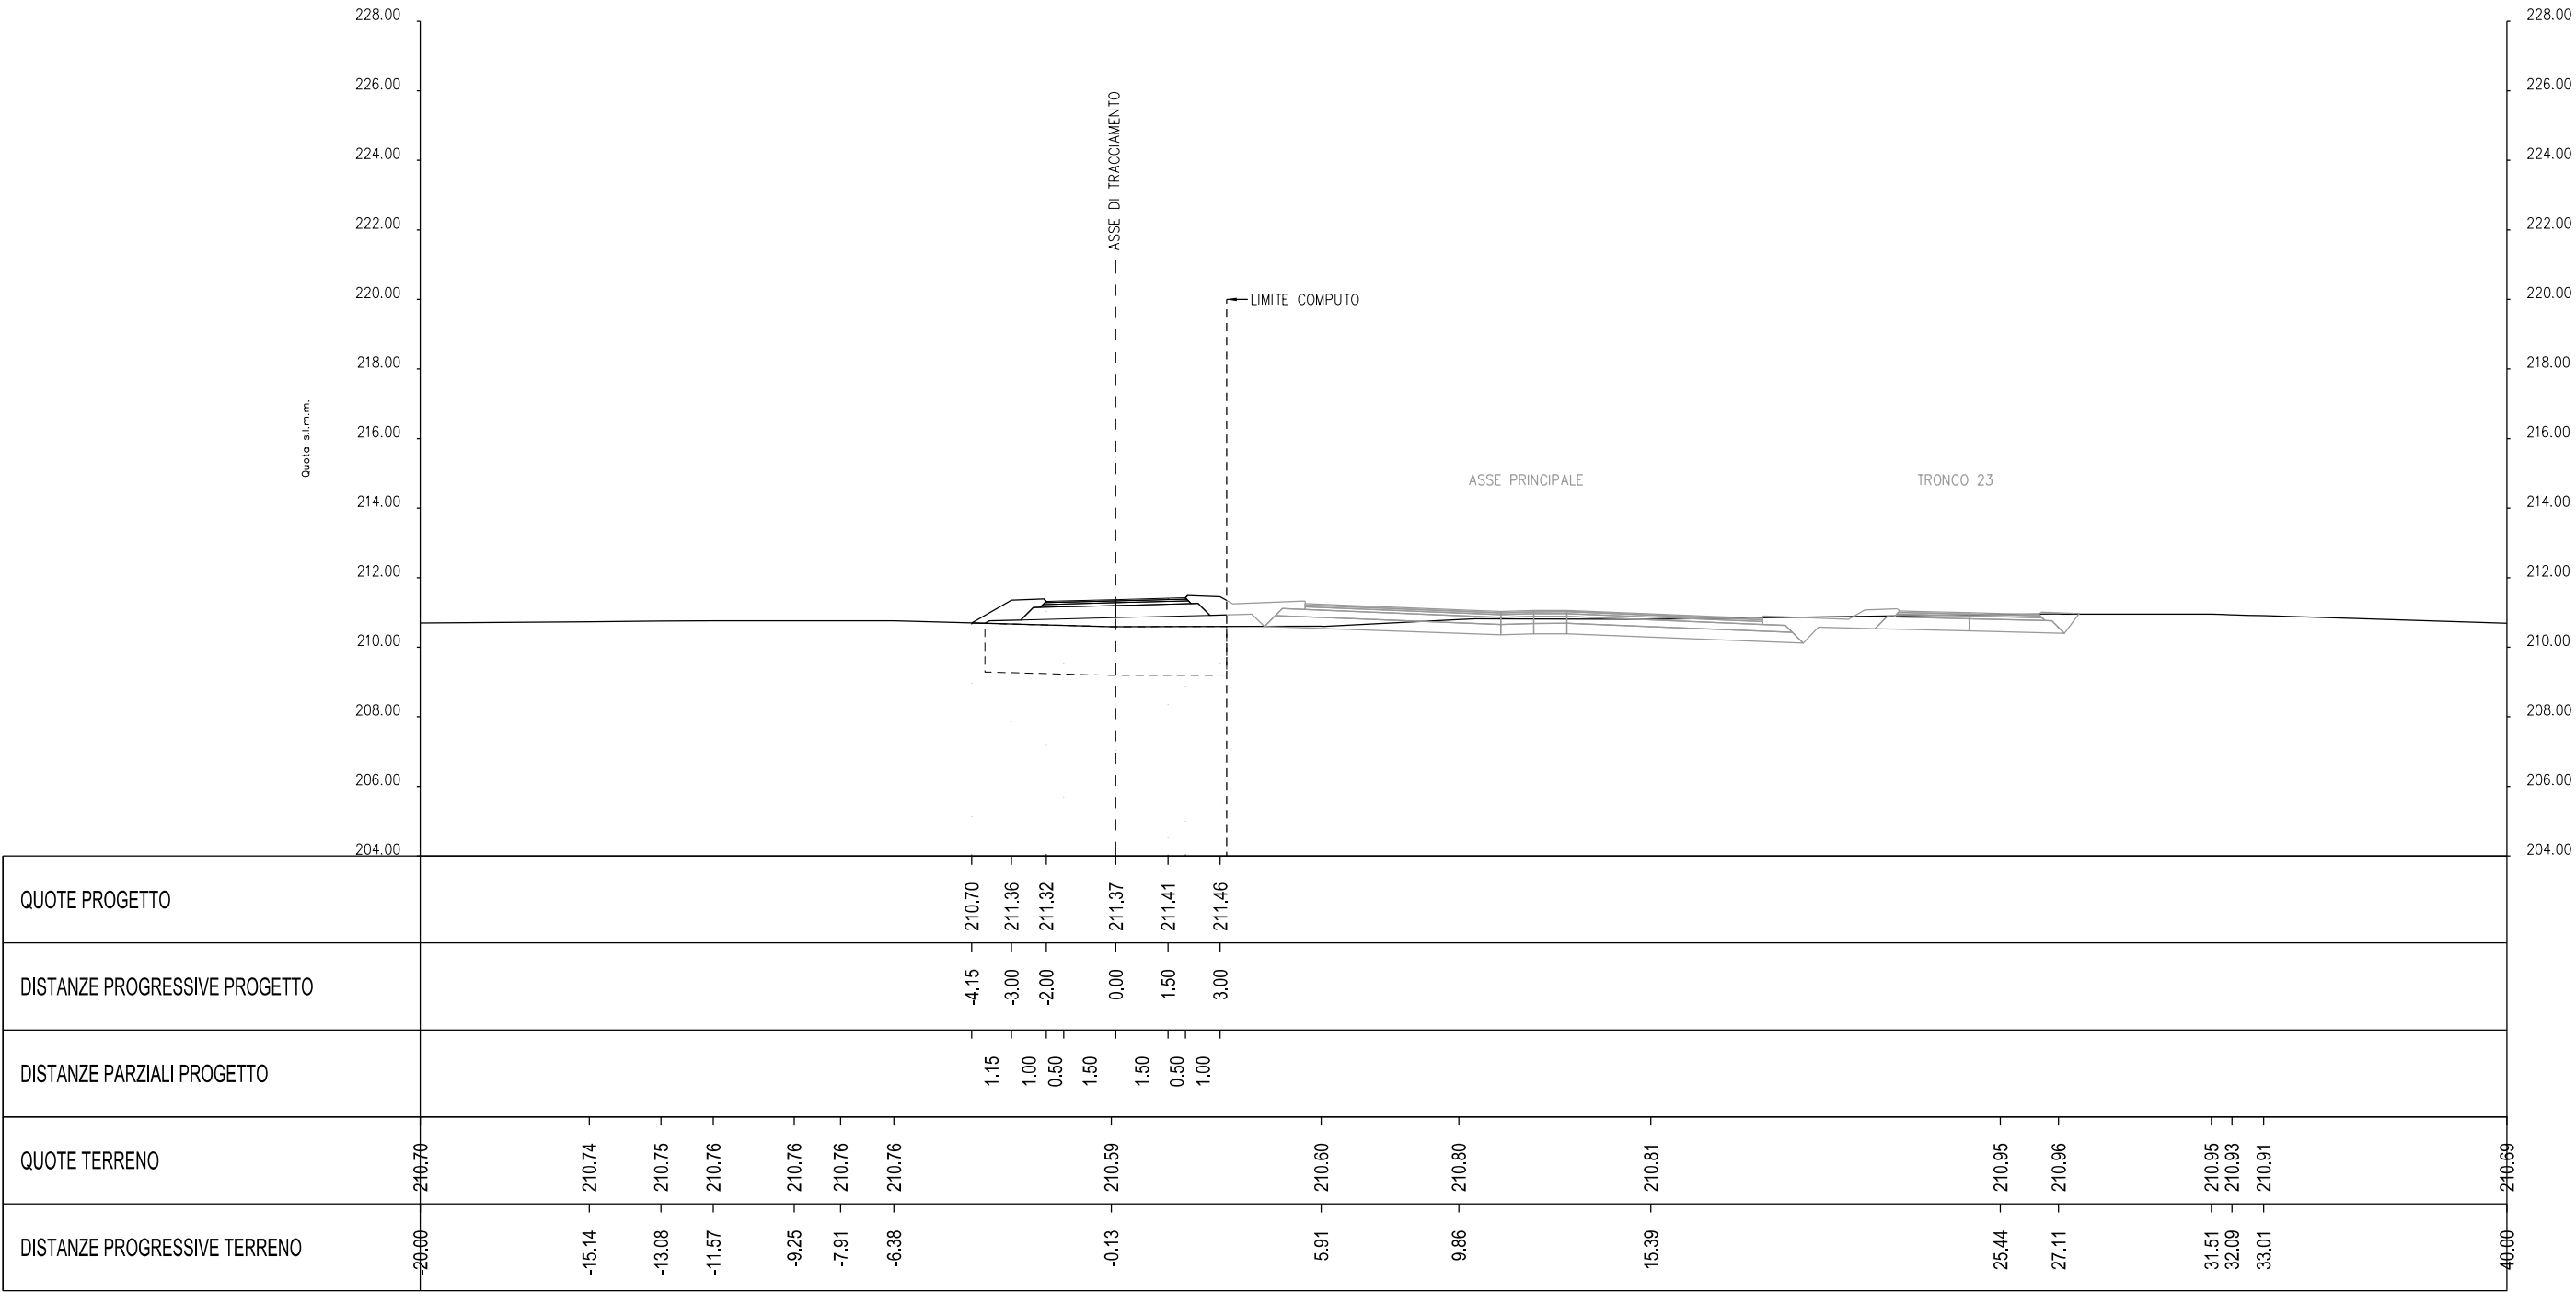 228.00 228.00
226.00 226.00
224.00 224.00
222.00 222.00
220.00 220.00
218.00 218.00
216.00 216.00
214.00 214.00
212.00 212.00
210.00 210.00
208.00 208.00
206.00 206.00
204.00 204.00
Quota s.l.m.m.
ASSE DI TRACCIAMENTO
LIMITE COMPUTO
ASSE PRINCIPALE
TRONCO 23
QUOTE PROGETTO 210.70 211.36 211.32 211.37 211.41 211.46
DISTANZE PROGRESSIVE PROGETTO -4.15 -3.00 -2.00 0.00 1.50 3.00
DISTANZE PARZIALI PROGETTO 1.15 1.00 0.50 1.50 1.50 0.50 1.00
QUOTE TERRENO 210.70 210.74 210.75 210.76 210.76 210.76 210.76 210.59 210.60 210.80 210.81 210.95 210.96 210.95 210.93 210.91 210.69
DISTANZE PROGRESSIVE TERRENO -20.00 -15.14 -13.08 -11.57 -9.25 -7.91 -6.38 -0.13 5.91 9.86 15.39 25.44 27.11 31.51 32.09 33.01 40.00